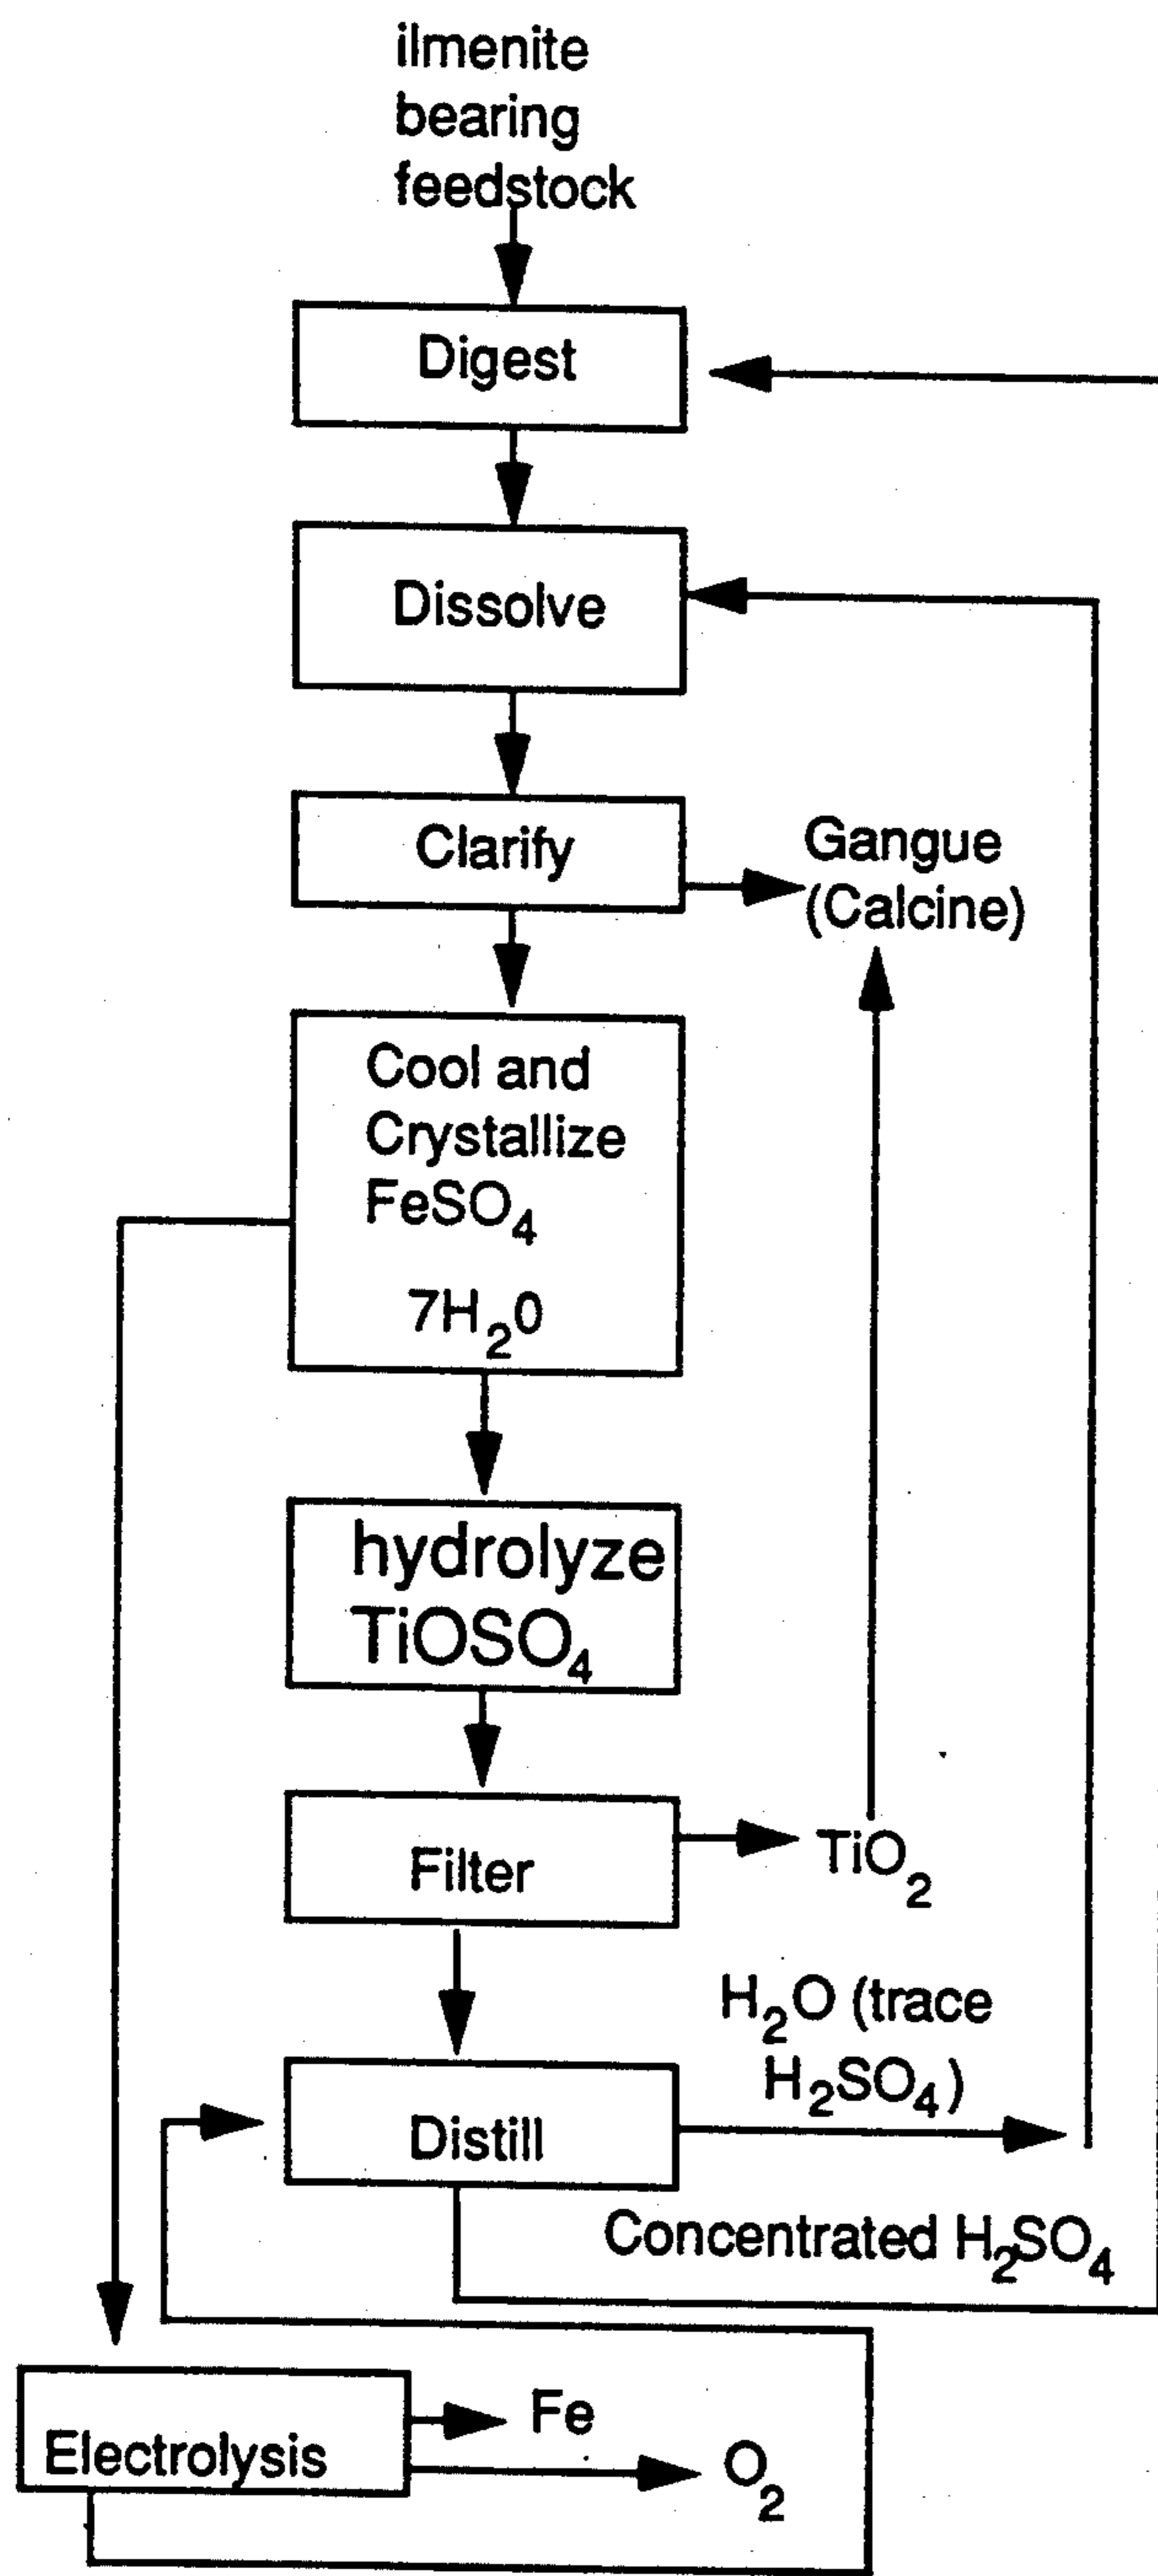 ilmenite
bearing
feedstock
Digest
Dissolve
Clarify
Gangue
(Calcine)
Cool and
Crystallize
FeSO₄
7H₂0
hydrolyze
TiOSO₄
Filter
TiO₂
H₂O (trace
H₂SO₄)
Distill
Concentrated H₂SO₄
Electrolysis
Fe
O₂